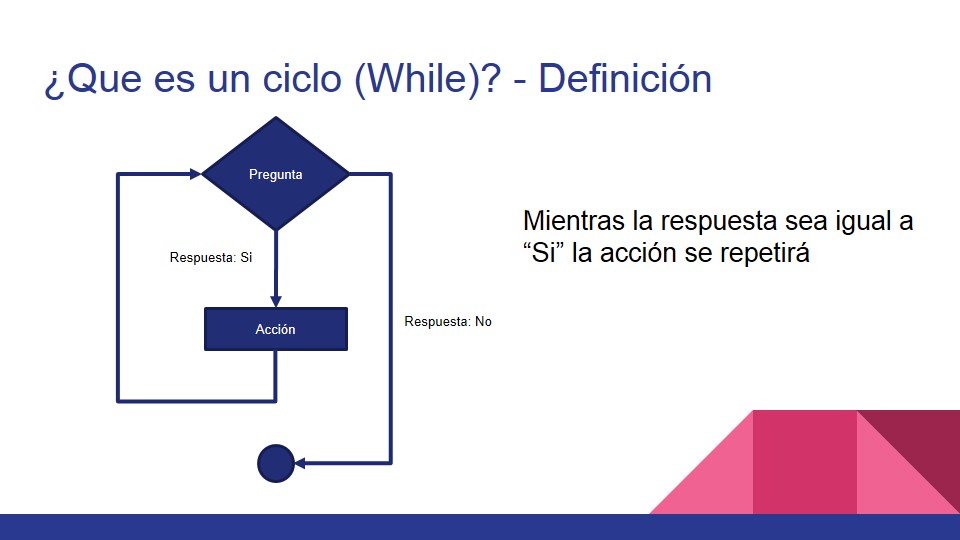 ¿Que es un ciclo (While)? - Definición
Pregunta
Respuesta: Si
Acción
Respuesta: No
Mientras la respuesta sea igual a
“Si” la acción se repetirá